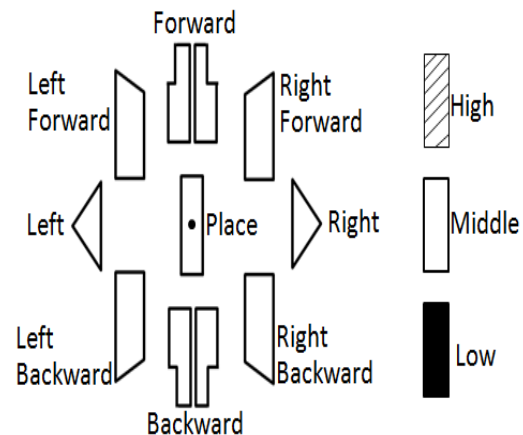 Forward
Left
Forward
Right
Forward
High
Left
Place
Right
Middle
Left
Backward
Right
Backward
Low
Backward